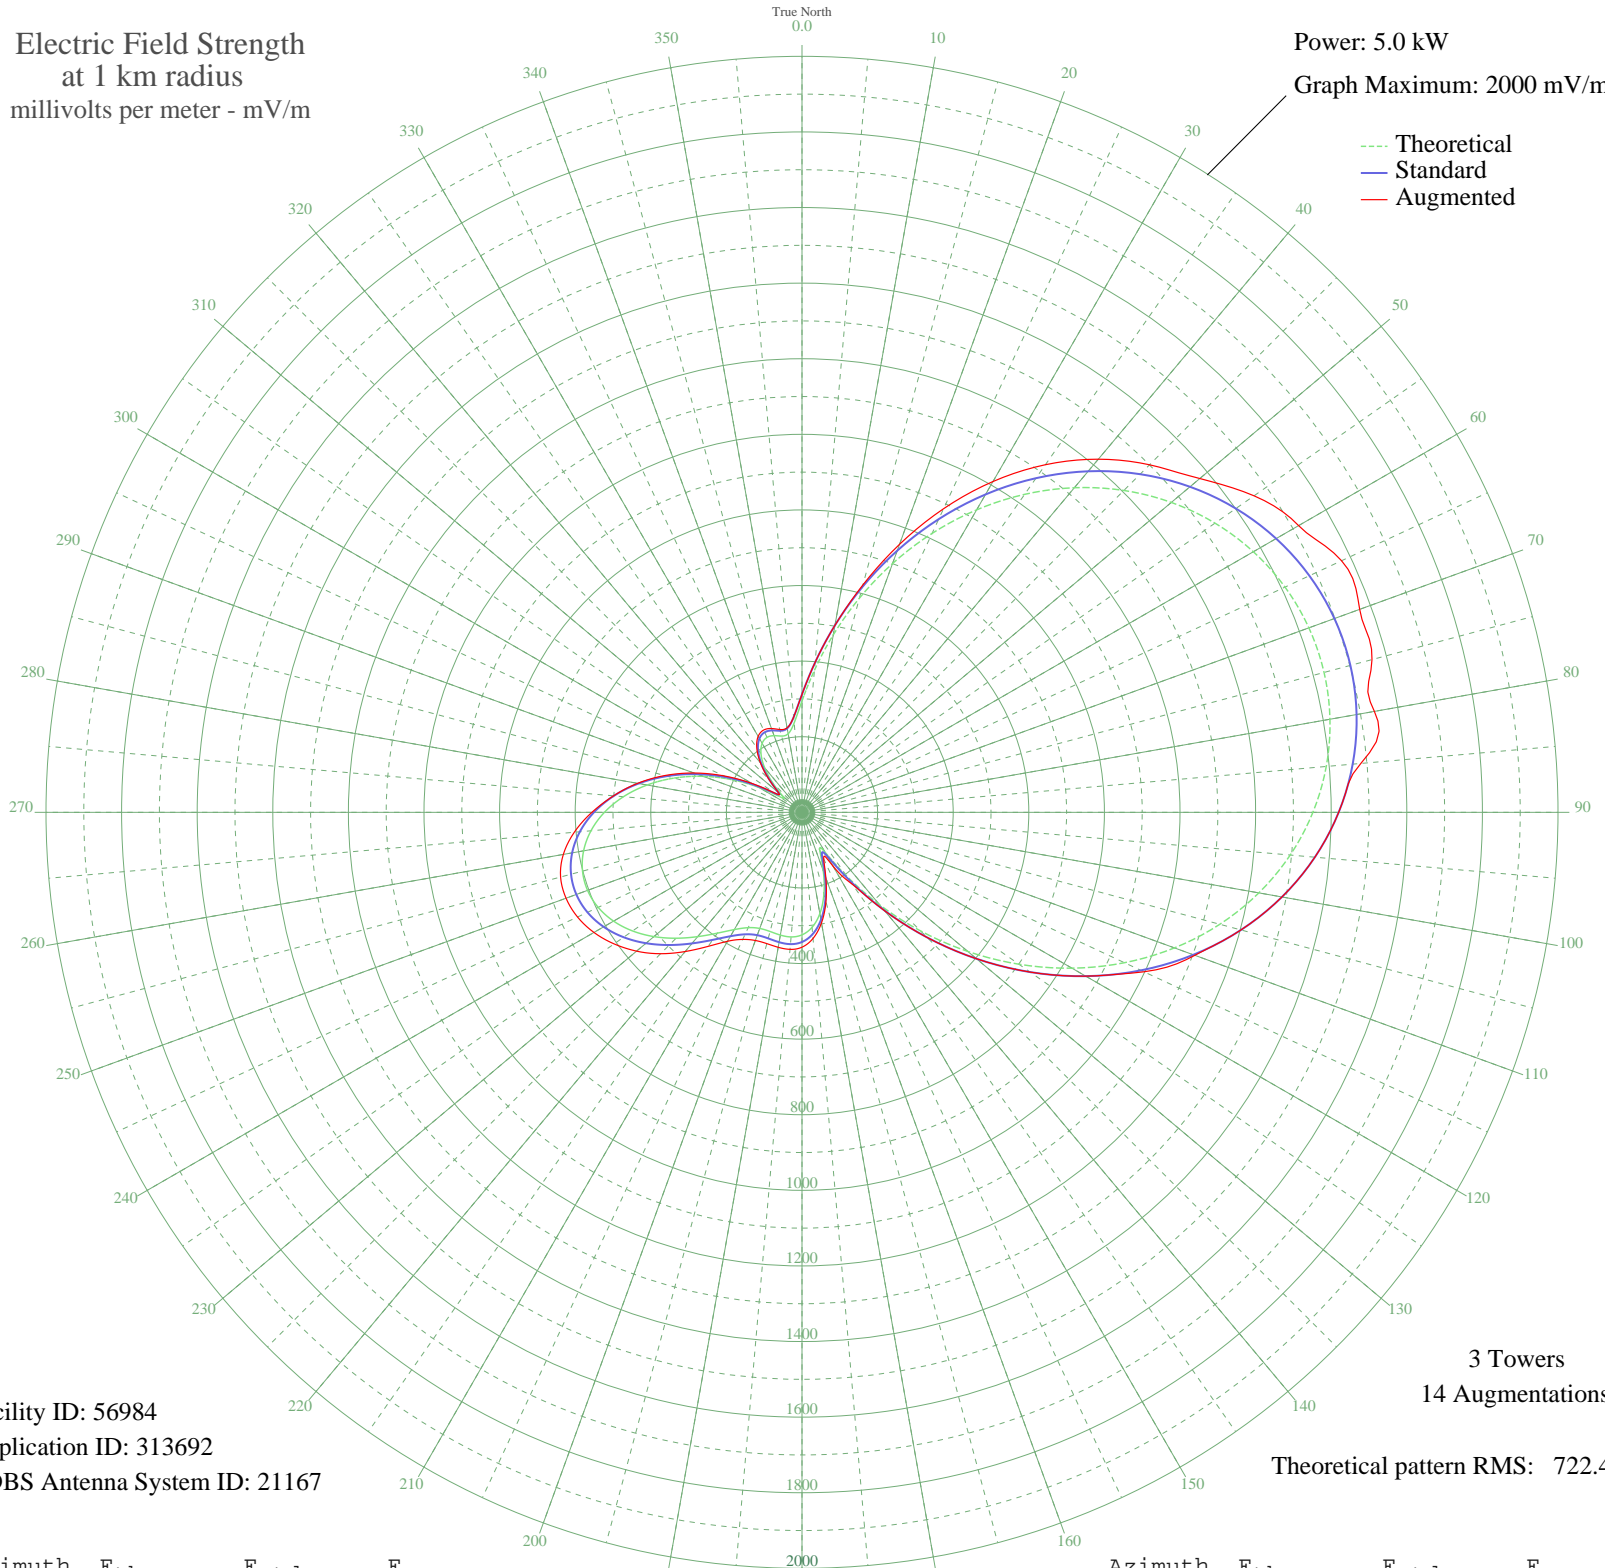 True North
0.0
Electric Field Strength
at 1 km radius
millivolts per meter - mV/m
Power: 5.0 kW
Graph Maximum: 2000 mV/m
Theoretical
Standard
Augmented
10
20
30
40
50
60
70
80
90
100
110
120
130
140
150
160
200
210
220
230
240
250
260
270
280
290
300
310
320
330
340
350
400
600
800
1000
1200
1400
1600
1800
2000
3 Towers
14 Augmentations
Theoretical pattern RMS: 722.4
cility ID: 56984
plication ID: 313692
DBS Antenna System ID: 21167